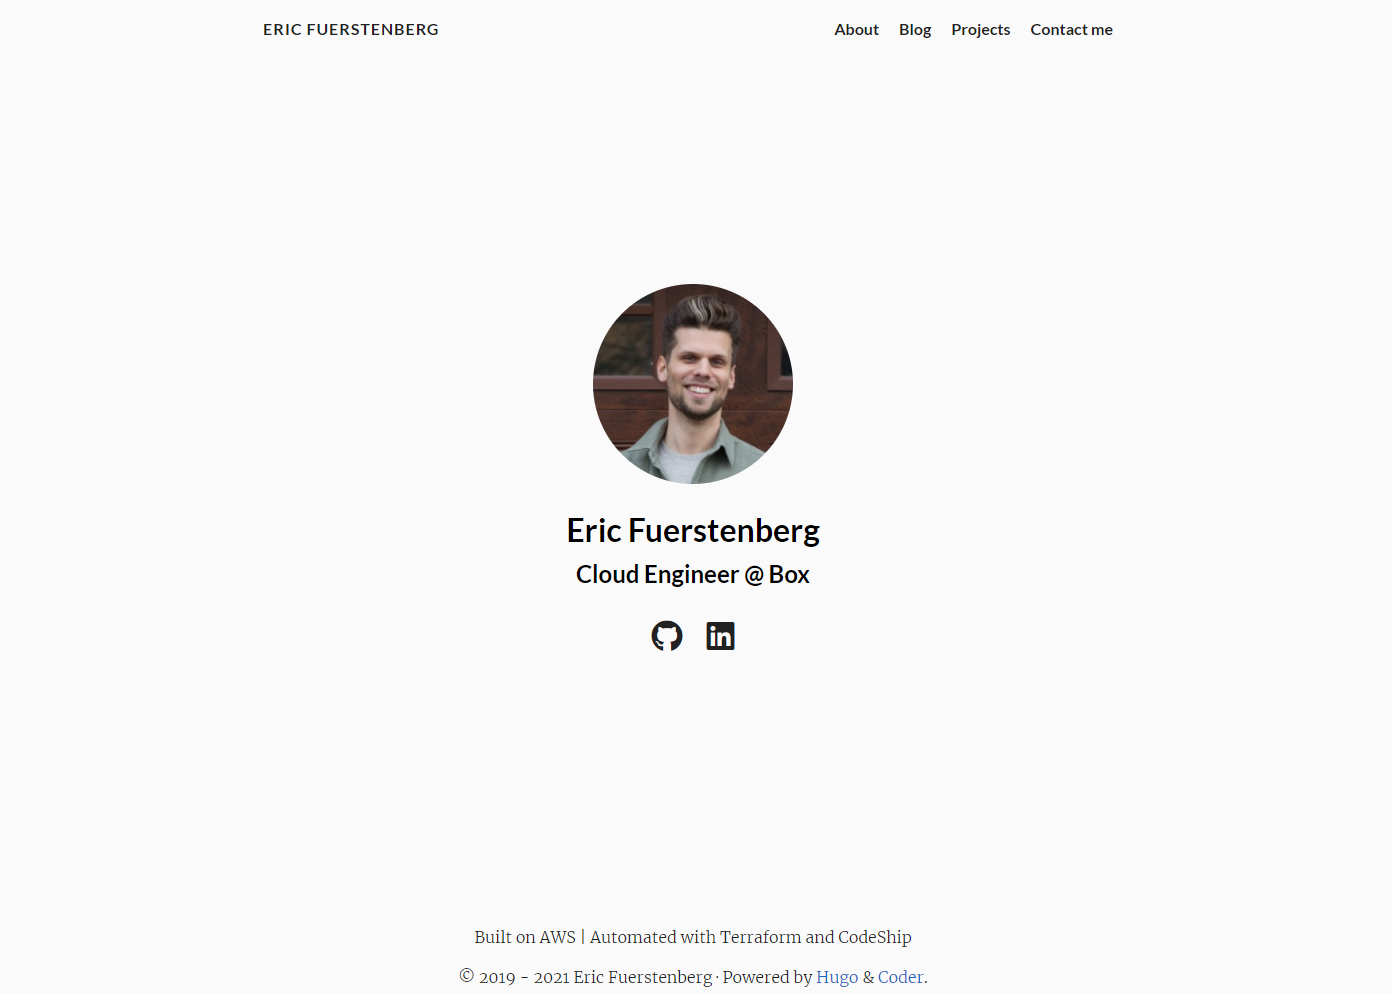 ERIC FUERSTENBERG
About Blog Projects Contact me
Eric Fuerstenberg
Cloud Engineer @ Box
in
Built on AWS | Automated with Terraform and CodeShip
© 2019 - 2021 Eric Fuerstenberg · Powered by Hugo & Coder.